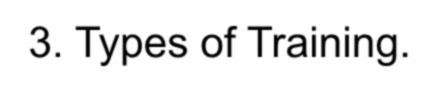 3. Types of Training.